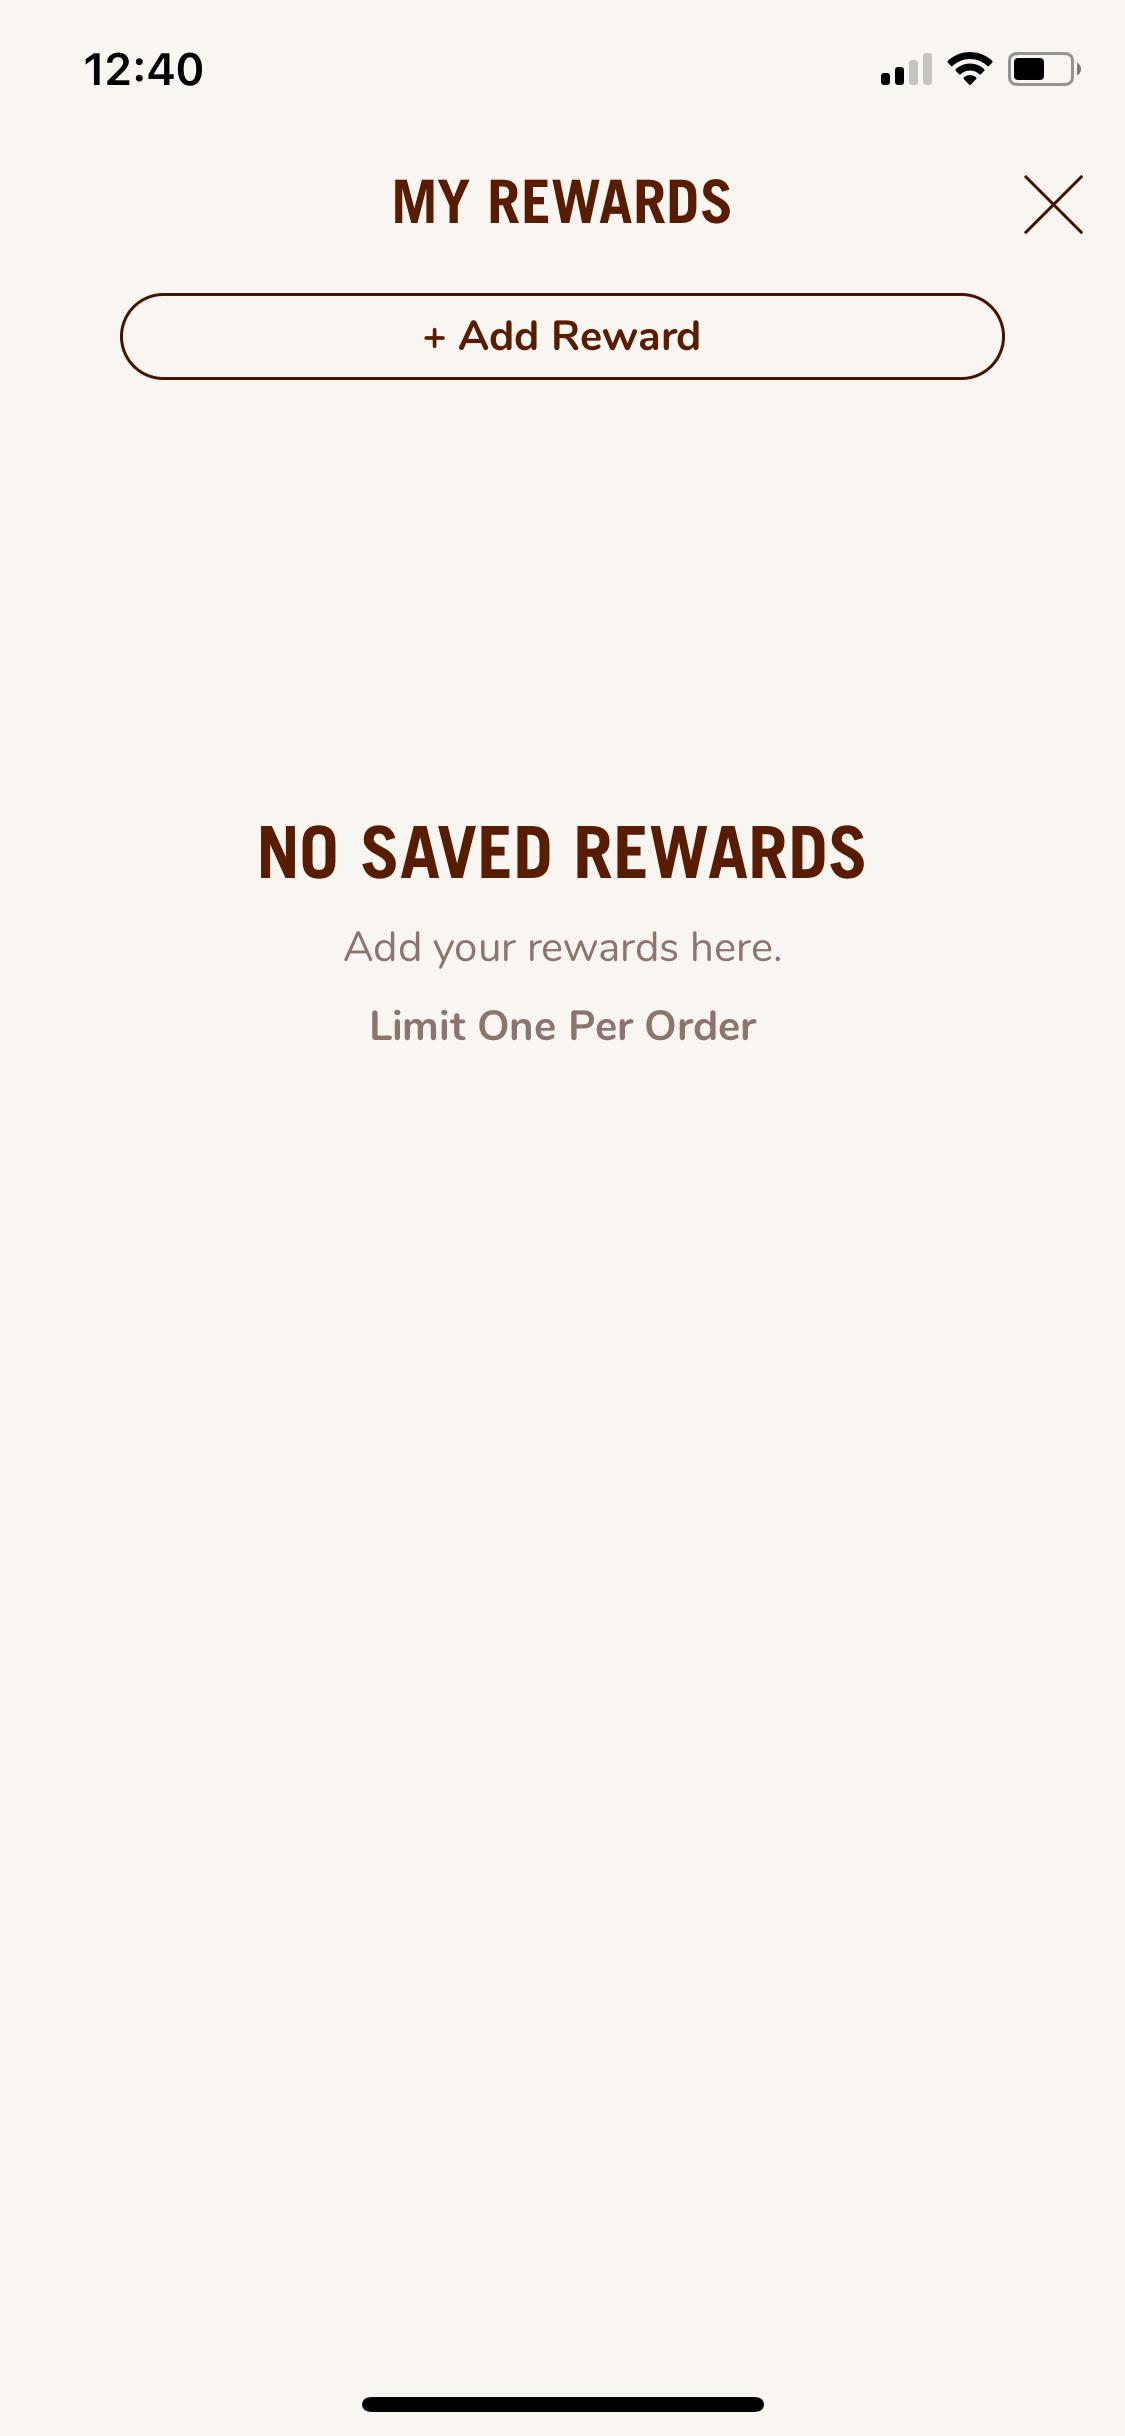 12:40
MY REWARDS
+ Add Reward
NO SAVED REWARDS
Add your rewards here.
Limit One Per Order